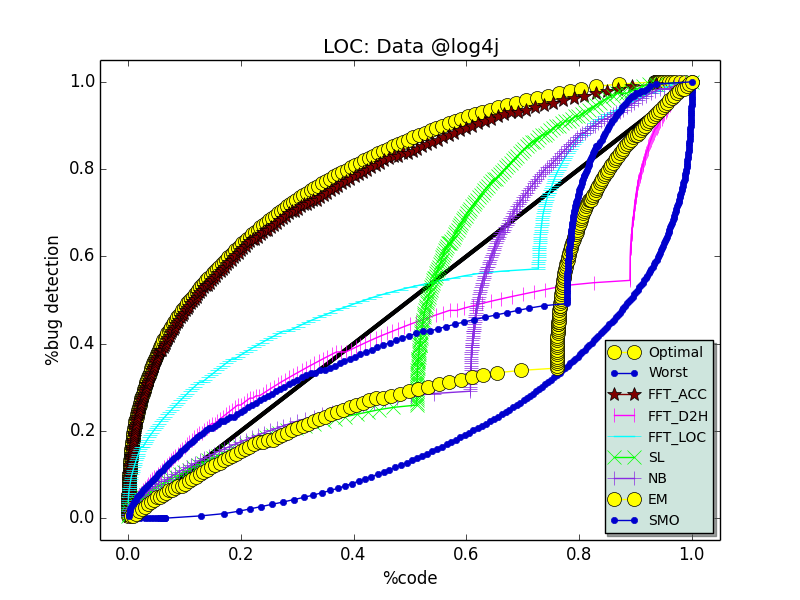 LOC: Data @log4j
1.0
0.8
0.6
0.4
0.2
0.0
%bug detection
0.0 0.2 0.4 0.6 0.8 1.0
%code
Optimal
Worst
FFT_ACC
FFT_D2H
FFT_LOC
SL
NB
EM
SMO